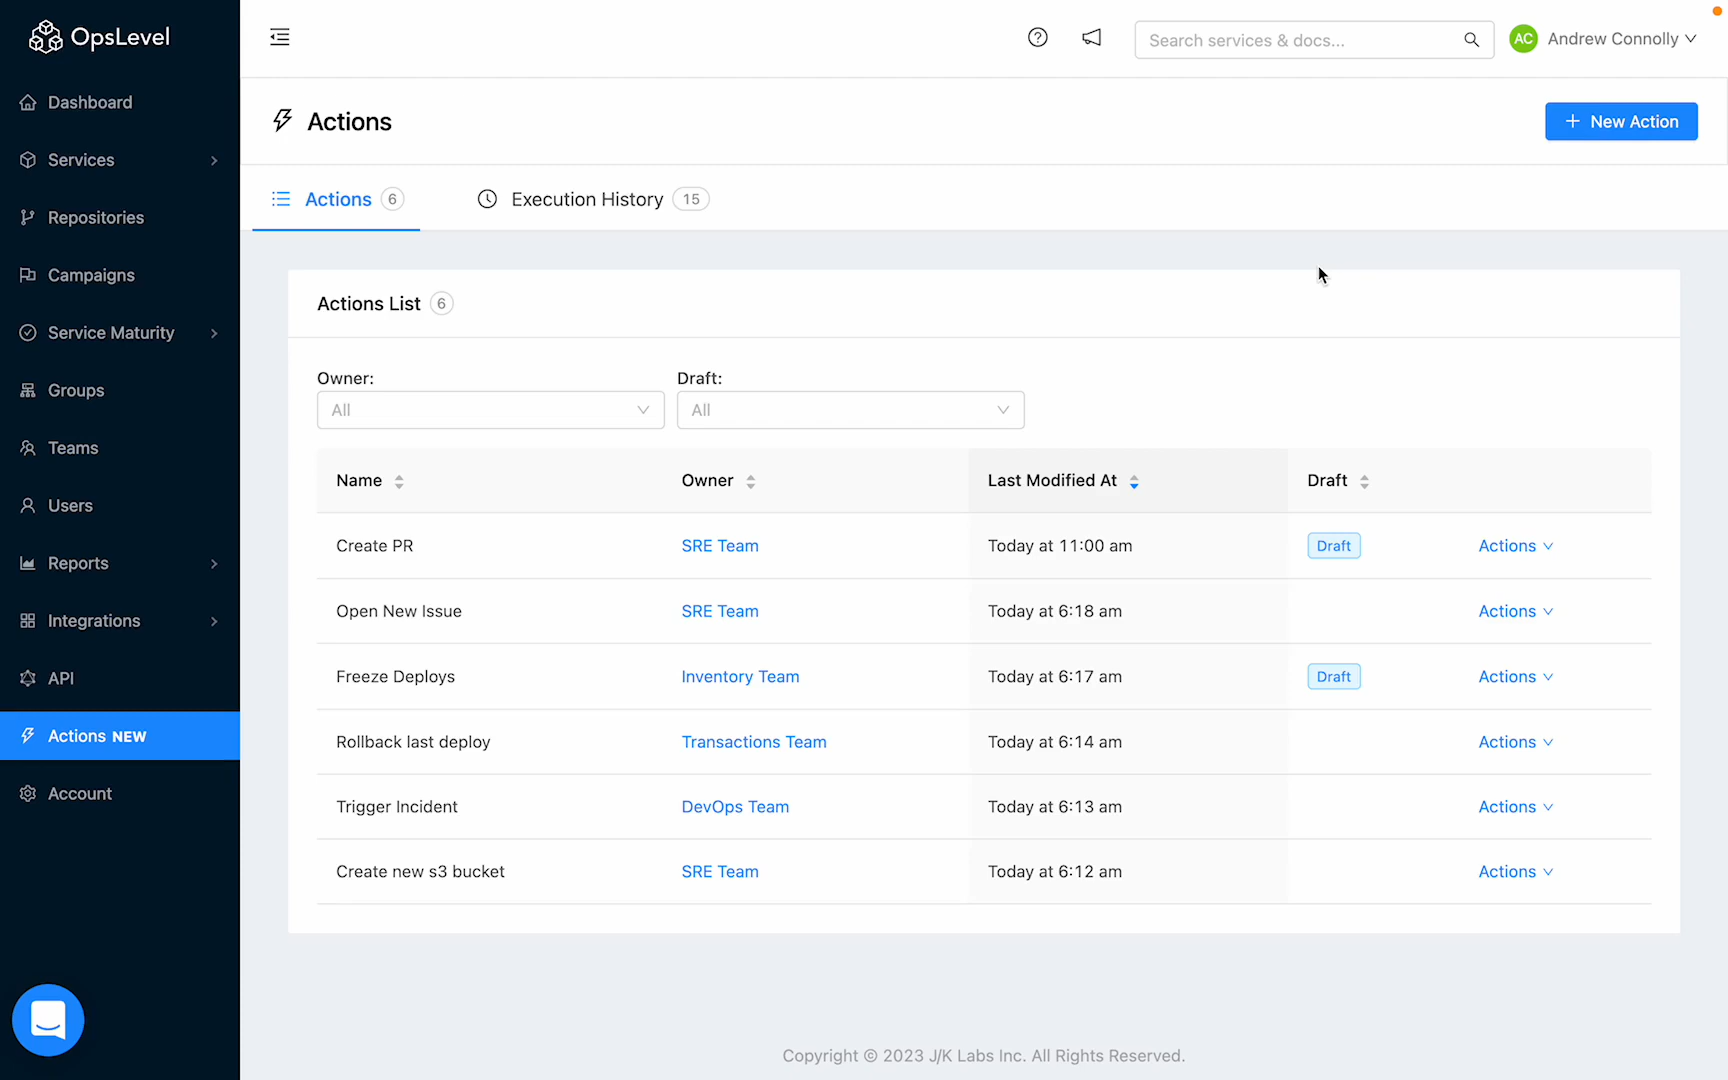 OpsLevel
Search services & docs...
AC Andrew Connolly
Dashboard
Services
Repositories
Campaigns
Service Maturity
Groups
Teams
Users
Reports
Integrations
API
Actions NEW
Account
Actions
+ New Action
Actions 6
Execution History 15
Actions List 6
Owner:
All
Draft:
All
Name Owner Last Modified At Draft
Create PR SRE Team Today at 11:00 am Draft Actions
Open New Issue SRE Team Today at 6:18 am Actions
Freeze Deploys Inventory Team Today at 6:17 am Draft Actions
Rollback last deploy Transactions Team Today at 6:14 am Actions
Trigger Incident DevOps Team Today at 6:13 am Actions
Create new s3 bucket SRE Team Today at 6:12 am Actions
Copyright © 2023 J/K Labs Inc. All Rights Reserved.